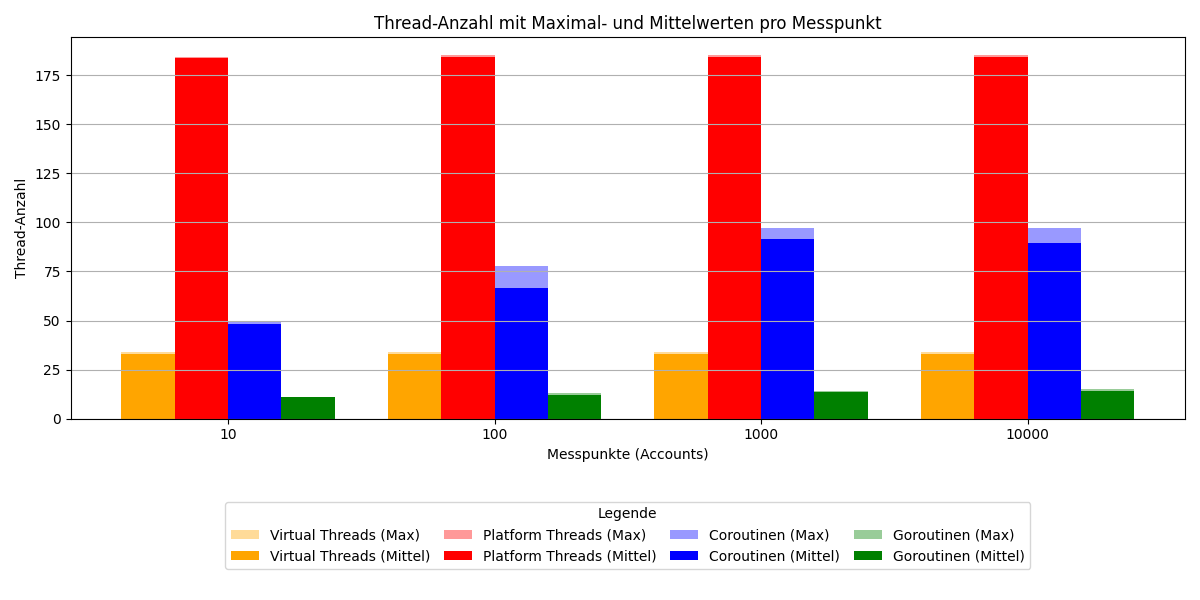 Thread-Anzahl mit Maximal- und Mittelwerten pro Messpunkt
Thread-Anzahl
175
150
125
100
75
50
25
0
10 100 1000 10000
Messpunkte (Accounts)
Legende
Virtual Threads (Max) Platform Threads (Max) Coroutinen (Max) Goroutinen (Max)
Virtual Threads (Mittel) Platform Threads (Mittel) Coroutinen (Mittel) Goroutinen (Mittel)